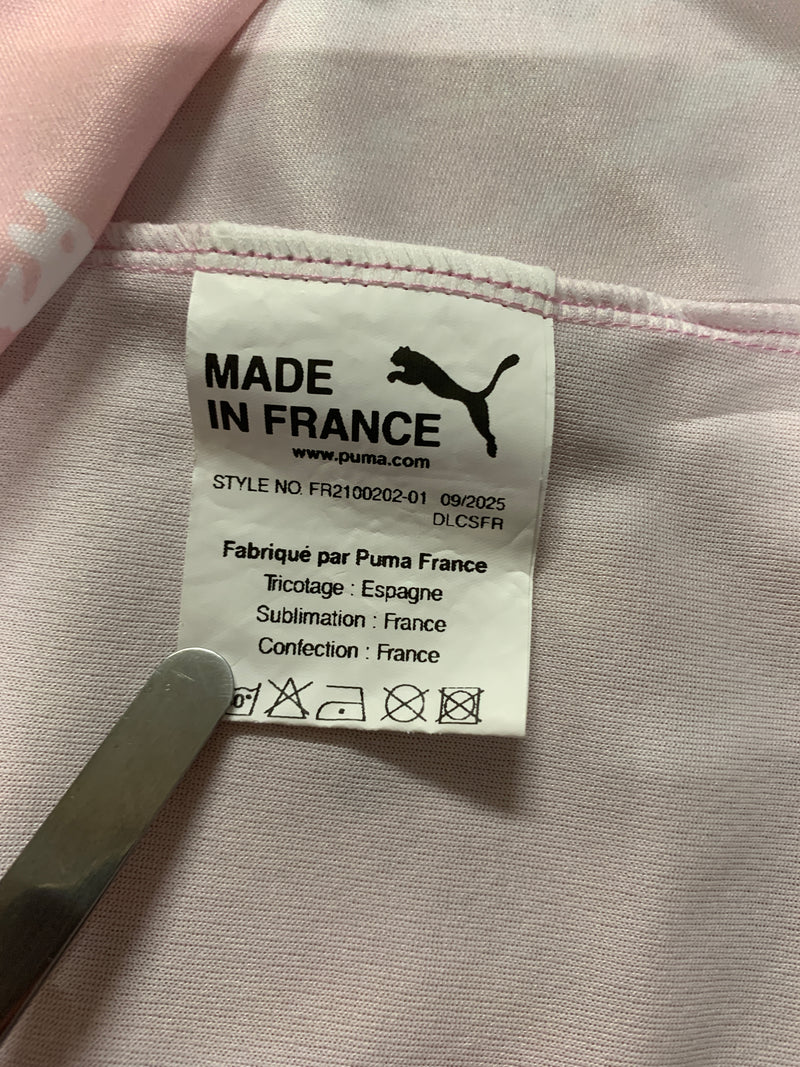 MADE
IN FRANCE
www.puma.com
STYLE NO. FR2100202-01 09/2025
DLCSFR
Fabriqué par Puma France
Tricotage : Espagne
Sublimation : France
Confection : France